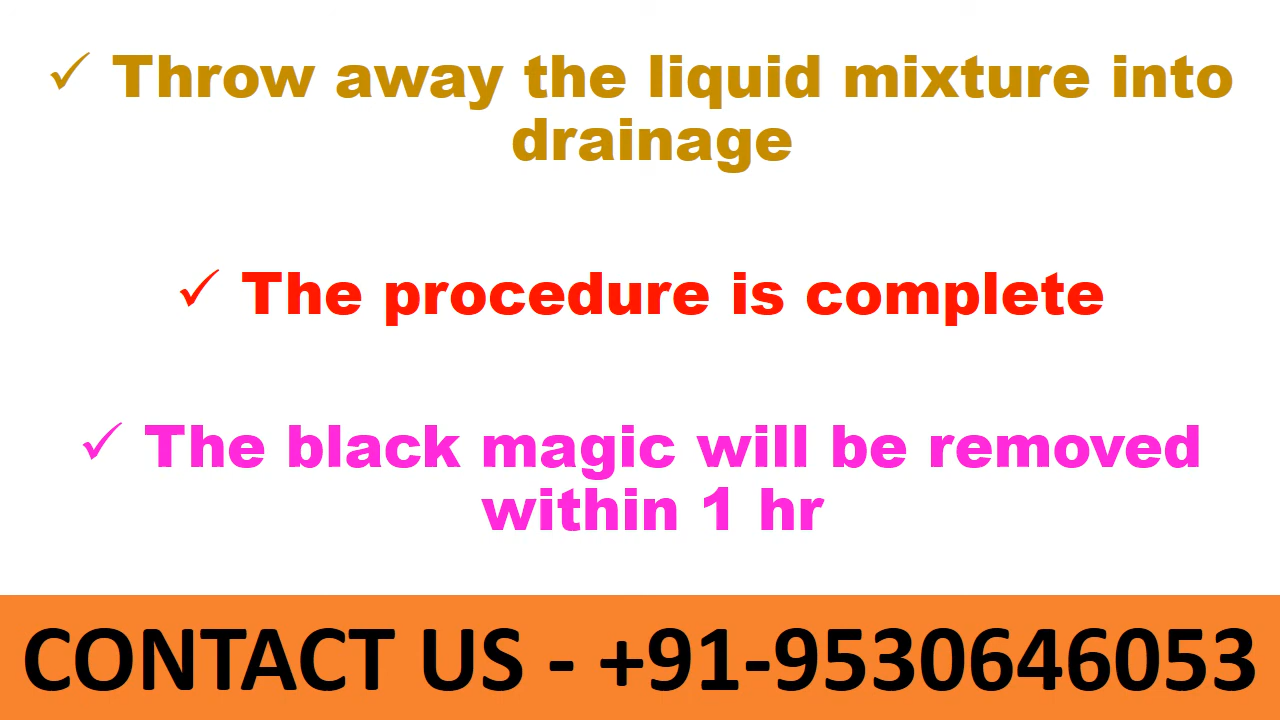 ✓ Throw away the liquid mixture into
drainage
✓ The procedure is complete
✓ The black magic will be removed
within 1 hr
CONTACT US - +91-9530646053